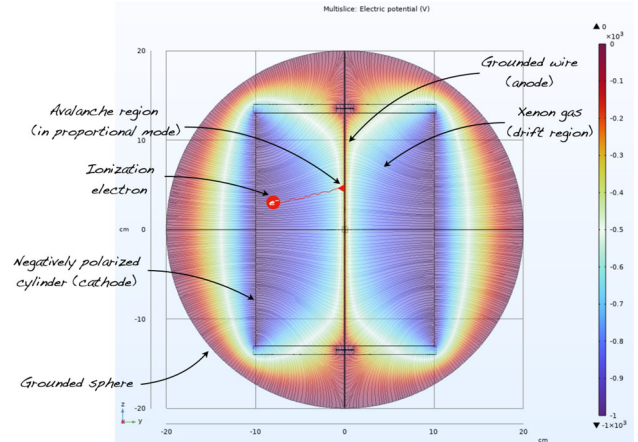 Multislice: Electric potential (V)
0
×10³
0
-0.1
-0.2
-0.3
-0.4
-0.5
-0.6
-0.7
-0.8
-0.9
-1
-1×10³
20
10
cm
0
-10
-20
-20
-10
0
10
20
cm
z
y
Grounded wire
(anode)
Avalanche region
(in proportional mode)
Xenon gas
(drift region)
Ionization
electron
e⁻
Negatively polarized
cylinder (cathode)
Grounded sphere